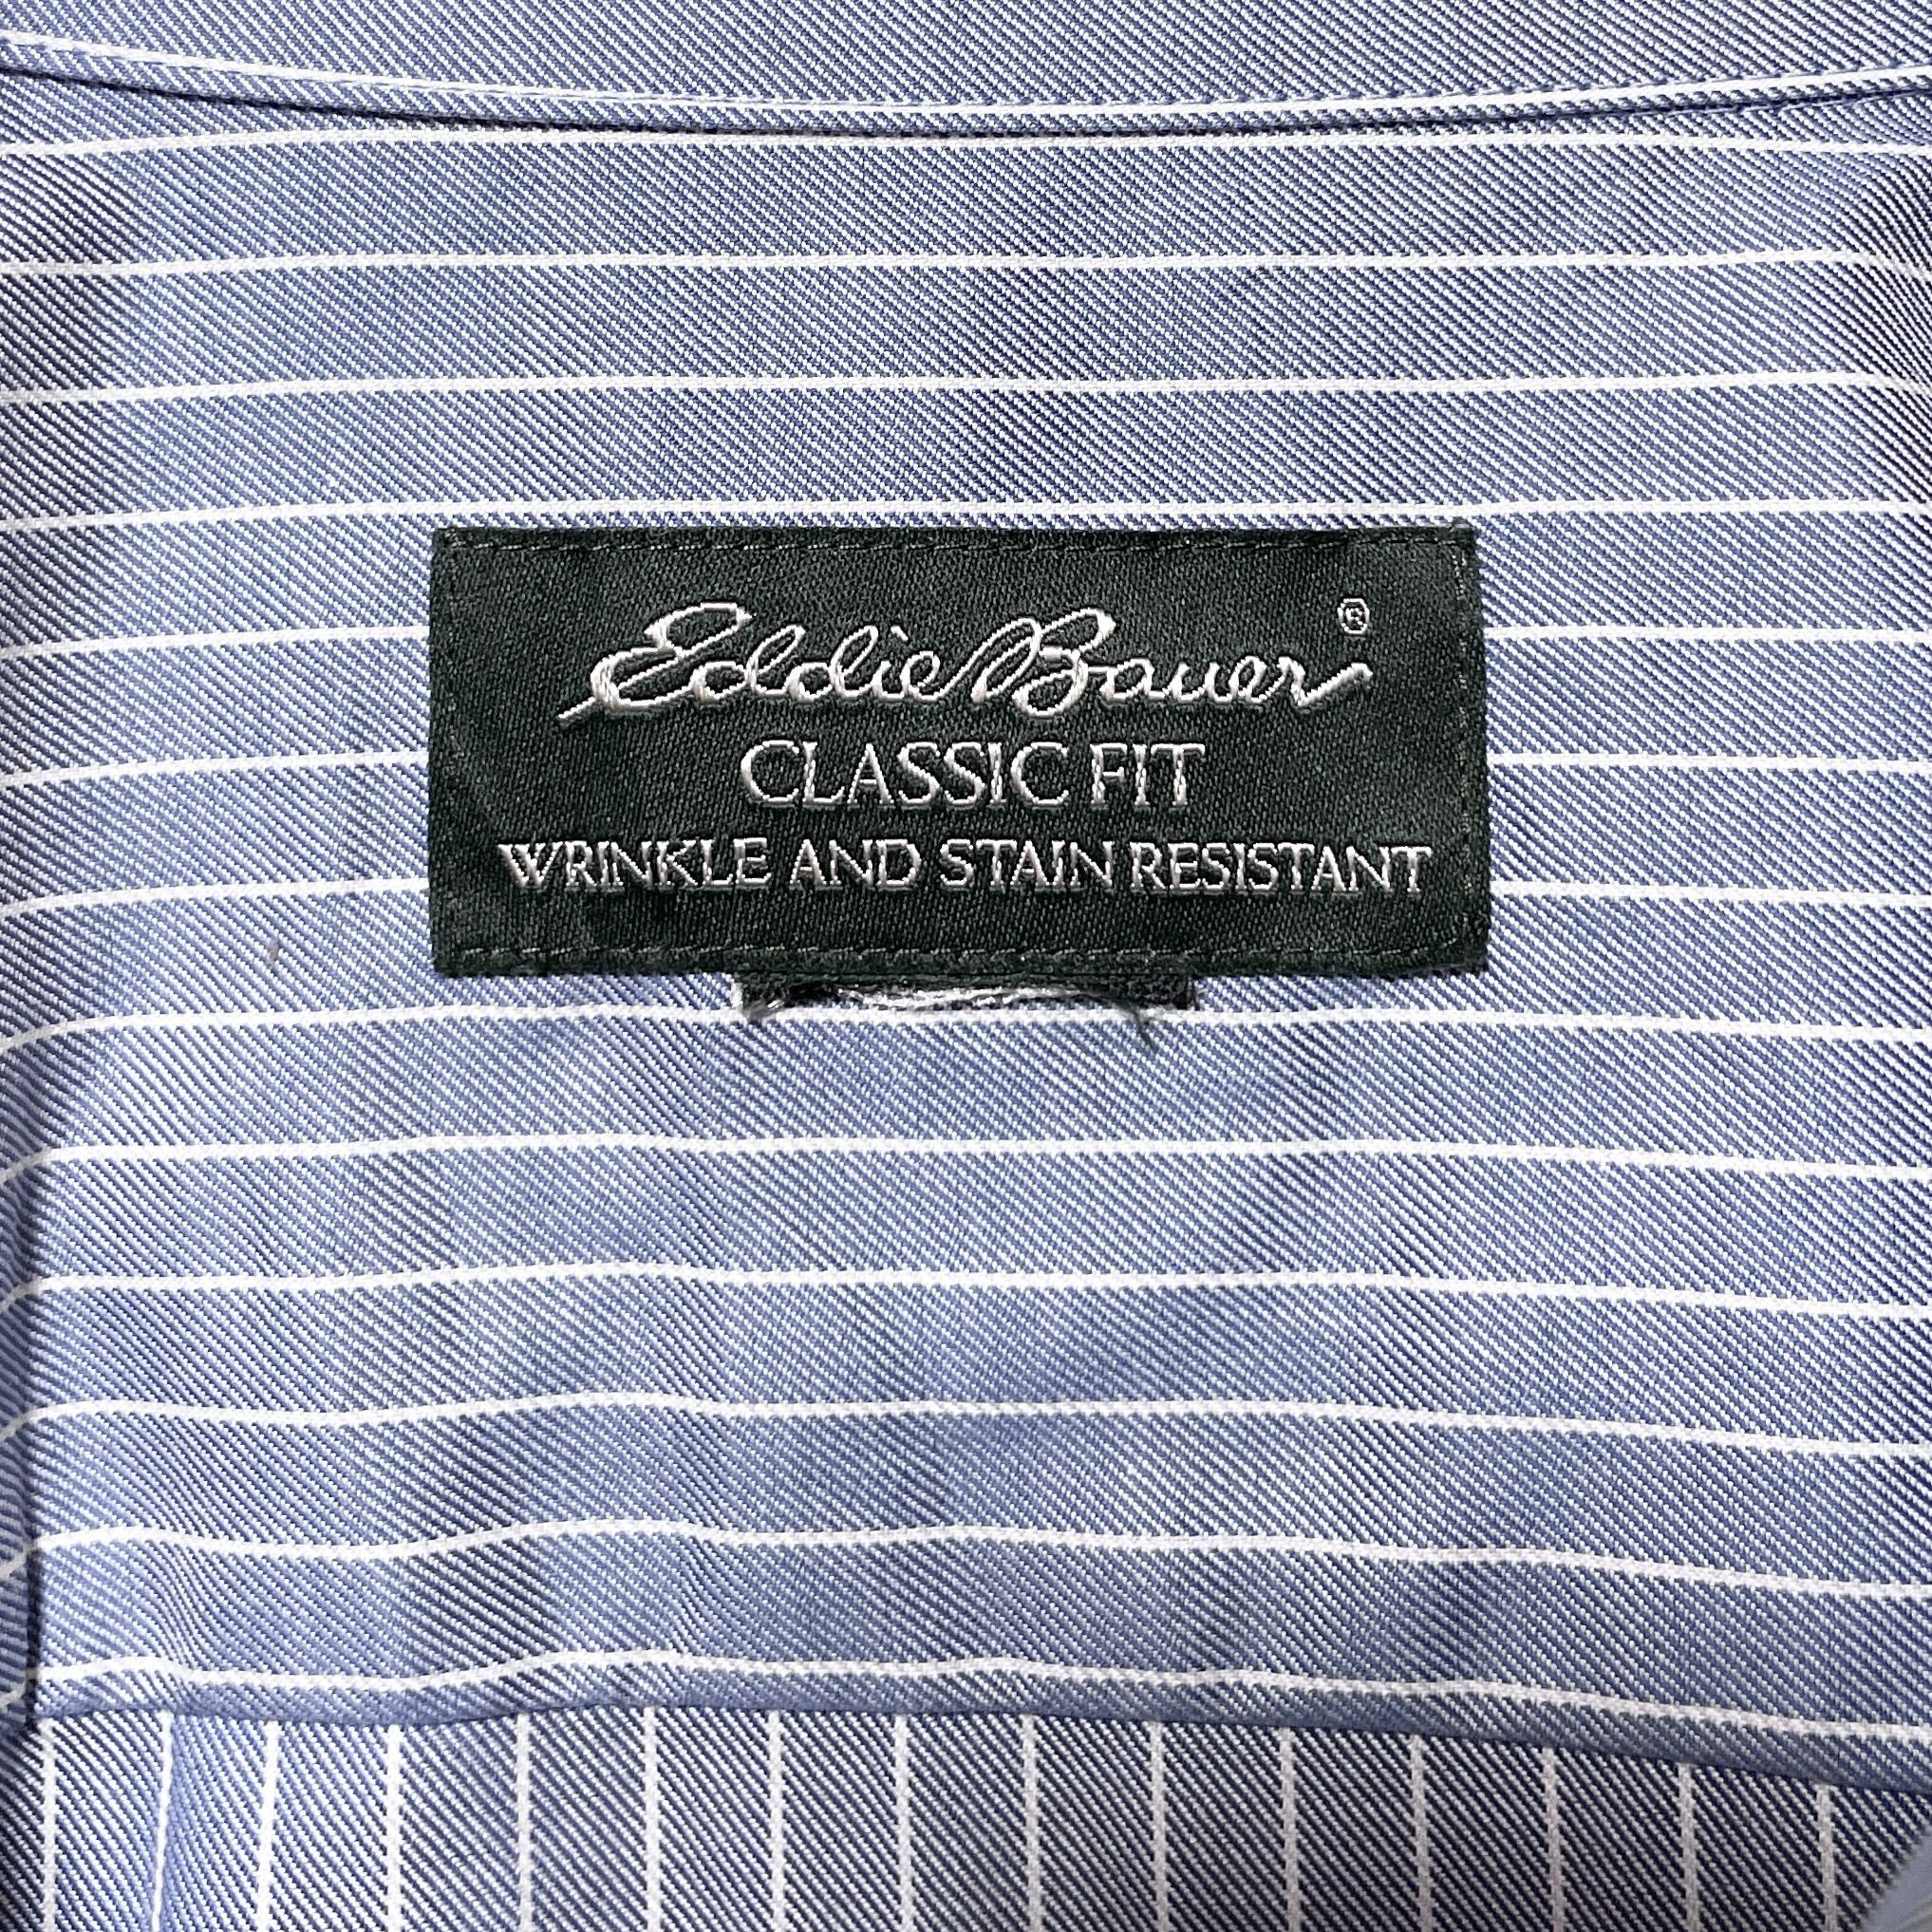 Eddie Bauer ®
CLASSIC FIT
WRINKLE AND STAIN RESISTANT